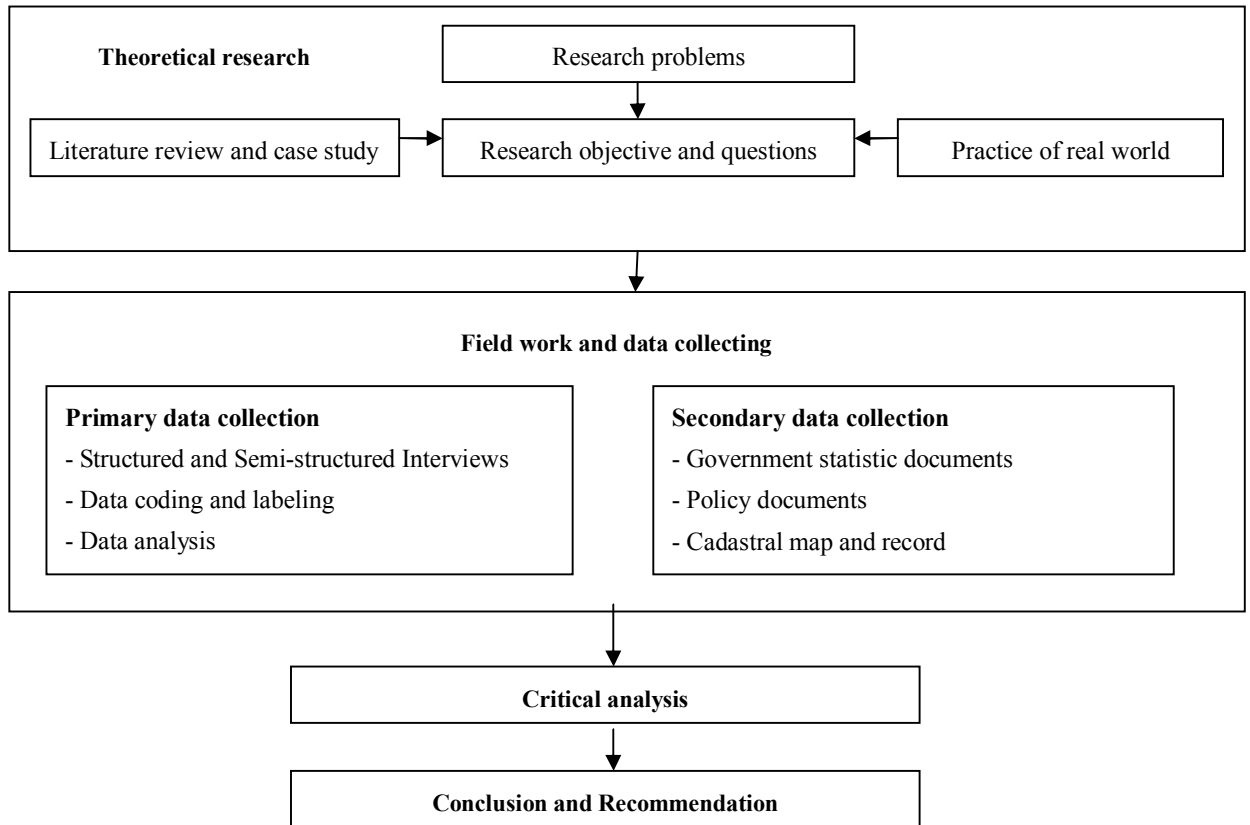 Theoretical research
Research problems
Literature review and case study
Research objective and questions
Practice of real world
Field work and data collecting
Primary data collection
- Structured and Semi-structured Interviews
- Data coding and labeling
- Data analysis
Secondary data collection
- Government statistic documents
- Policy documents
- Cadastral map and record
Critical analysis
Conclusion and Recommendation